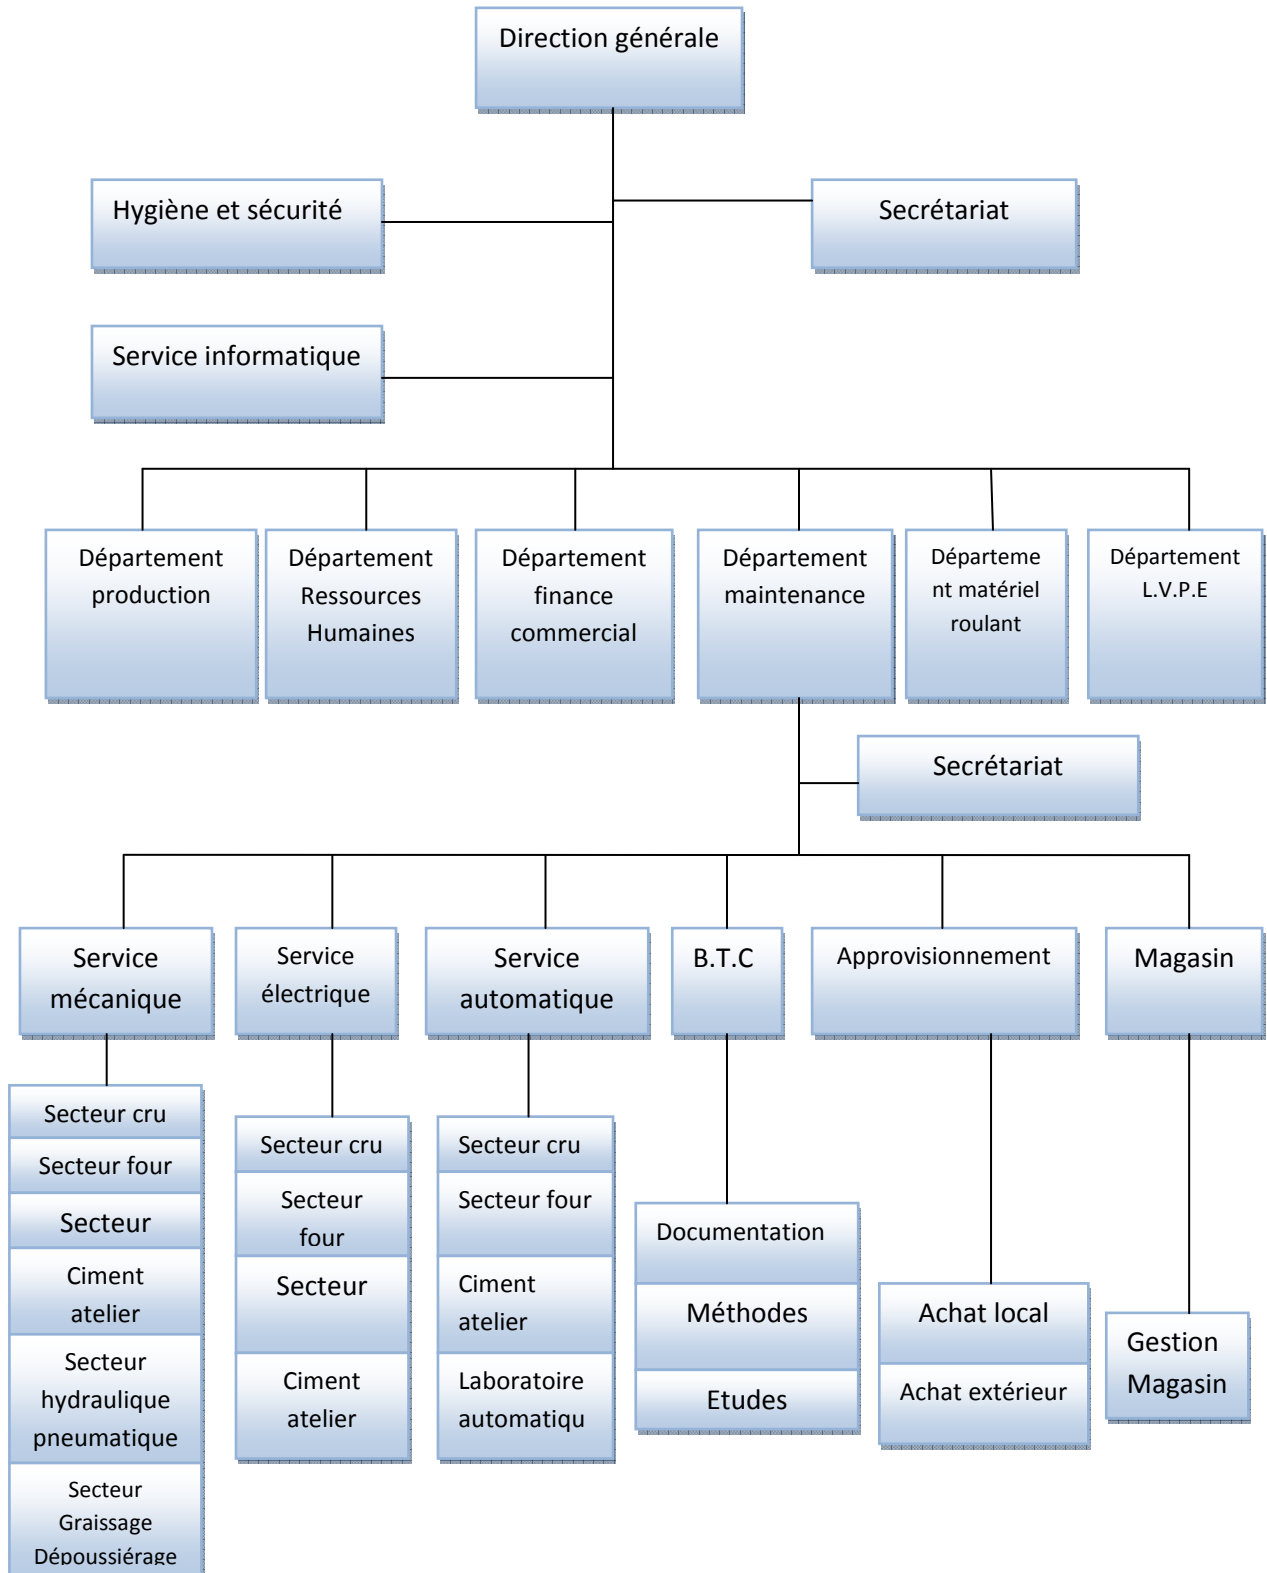 Direction générale
Hygiène et sécurité
Secrétariat
Service informatique
Département
production
Département
Ressources
Humaines
Département
finance
commercial
Département
maintenance
Départeme
nt matériel
roulant
Département
L.V.P.E
Secrétariat
Service
mécanique
Service
électrique
Service
automatique
B.T.C
Approvisionnement
Magasin
Secteur cru
Secteur four
Secteur
Ciment
atelier
Secteur
hydraulique
pneumatique
Secteur
Graissage
Dépoussiérage
Secteur cru
Secteur
four
Secteur
Ciment
atelier
Secteur cru
Secteur four
Ciment
atelier
Laboratoire
automatiqu
Documentation
Méthodes
Etudes
Achat local
Achat extérieur
Gestion
Magasin